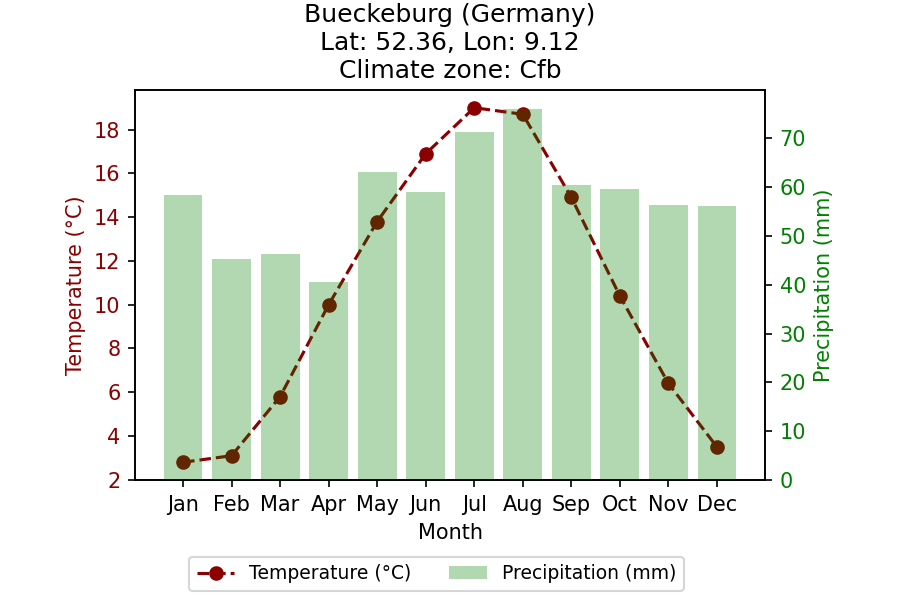 Bueckeburg (Germany)
Lat: 52.36, Lon: 9.12
Climate zone: Cfb
Temperature (°C)
18
16
14
12
10
8
6
4
2
70
60
50
40
30
20
10
0
Precipitation (mm)
Jan Feb Mar Apr May Jun Jul Aug Sep Oct Nov Dec
Month
Temperature (°C) Precipitation (mm)